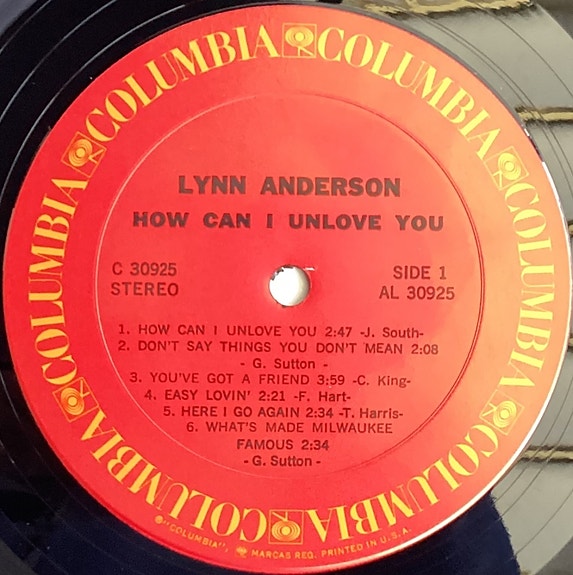 COLUMBIA COLUMBIA COLUMBIA COLUMBIA COLUMBIA COLUMBIA
LYNN ANDERSON
HOW CAN I UNLOVE YOU
C 30925
STEREO
SIDE 1
AL 30925
1. HOW CAN I UNLOVE YOU 2:47 -J. South-
2. DON'T SAY THINGS YOU DON'T MEAN 2:08
- G. Sutton -
3. YOU'VE GOT A FRIEND 3:59 -C. King-
4. EASY LOVIN' 2:21 -F. Hart-
5. HERE I GO AGAIN 2:34 -T. Harris-
6. WHAT'S MADE MILWAUKEE
FAMOUS 2:34
- G. Sutton -
®"COLUMBIA", MARCAS REG. PRINTED IN U.S.A.